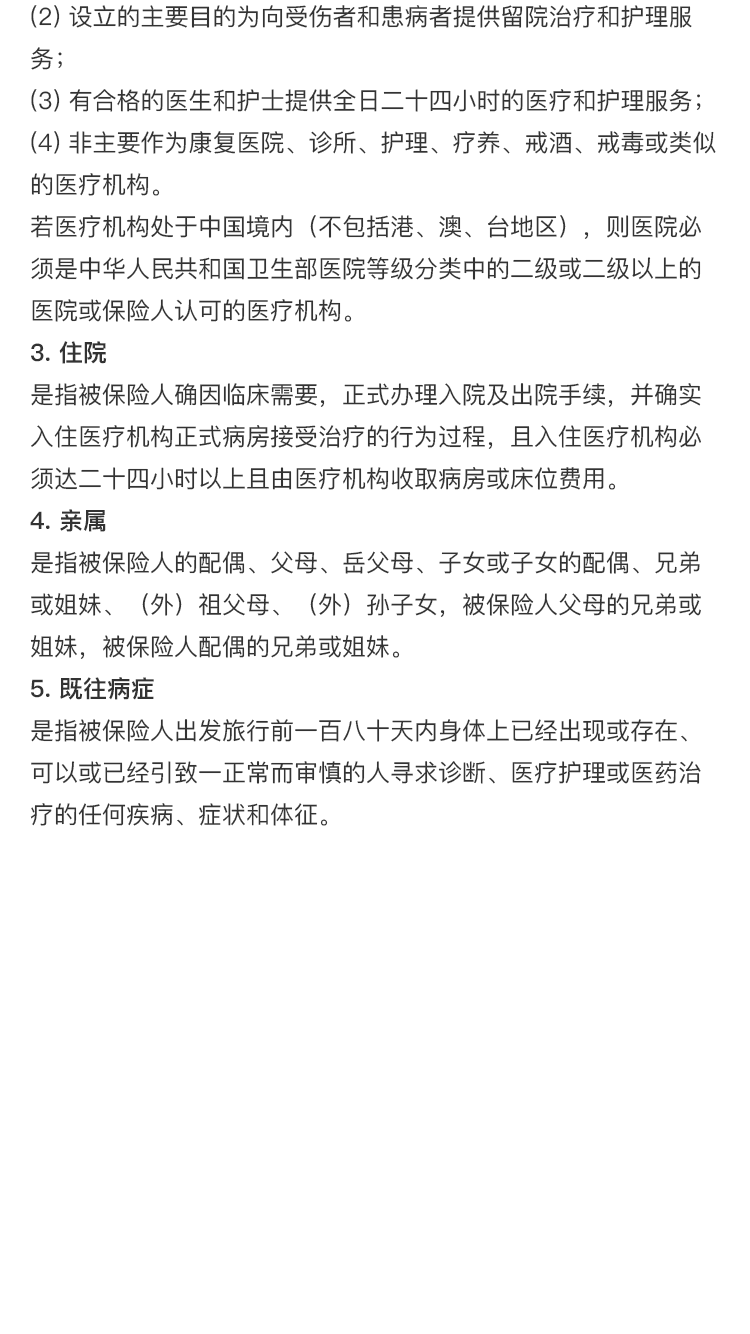 (2) 设立的主要目的为向受伤者和患病者提供留院治疗和护理服
务；
(3) 有合格的医生和护士提供全日二十四小时的医疗和护理服务；
(4) 非主要作为康复医院、诊所、护理、疗养、戒酒、戒毒或类似
的医疗机构。
若医疗机构处于中国境内（不包括港、澳、台地区），则医院必
须是中华人民共和国卫生部医院等级分类中的二级或二级以上的
医院或保险人认可的医疗机构。
3. 住院
是指被保险人确因临床需要，正式办理入院及出院手续，并确实
入住医疗机构正式病房接受治疗的行为过程，且入住医疗机构必
须达二十四小时以上且由医疗机构收取病房或床位费用。
4. 亲属
是指被保险人的配偶、父母、岳父母、子女或子女的配偶、兄弟
或姐妹、（外）祖父母、（外）孙子女，被保险人父母的兄弟或
姐妹，被保险人配偶的兄弟或姐妹。
5. 既往病症
是指被保险人出发旅行前一百八十天内身体上已经出现或存在、
可以或已经引致一正常而审慎的人寻求诊断、医疗护理或医药治
疗的任何疾病、症状和体征。